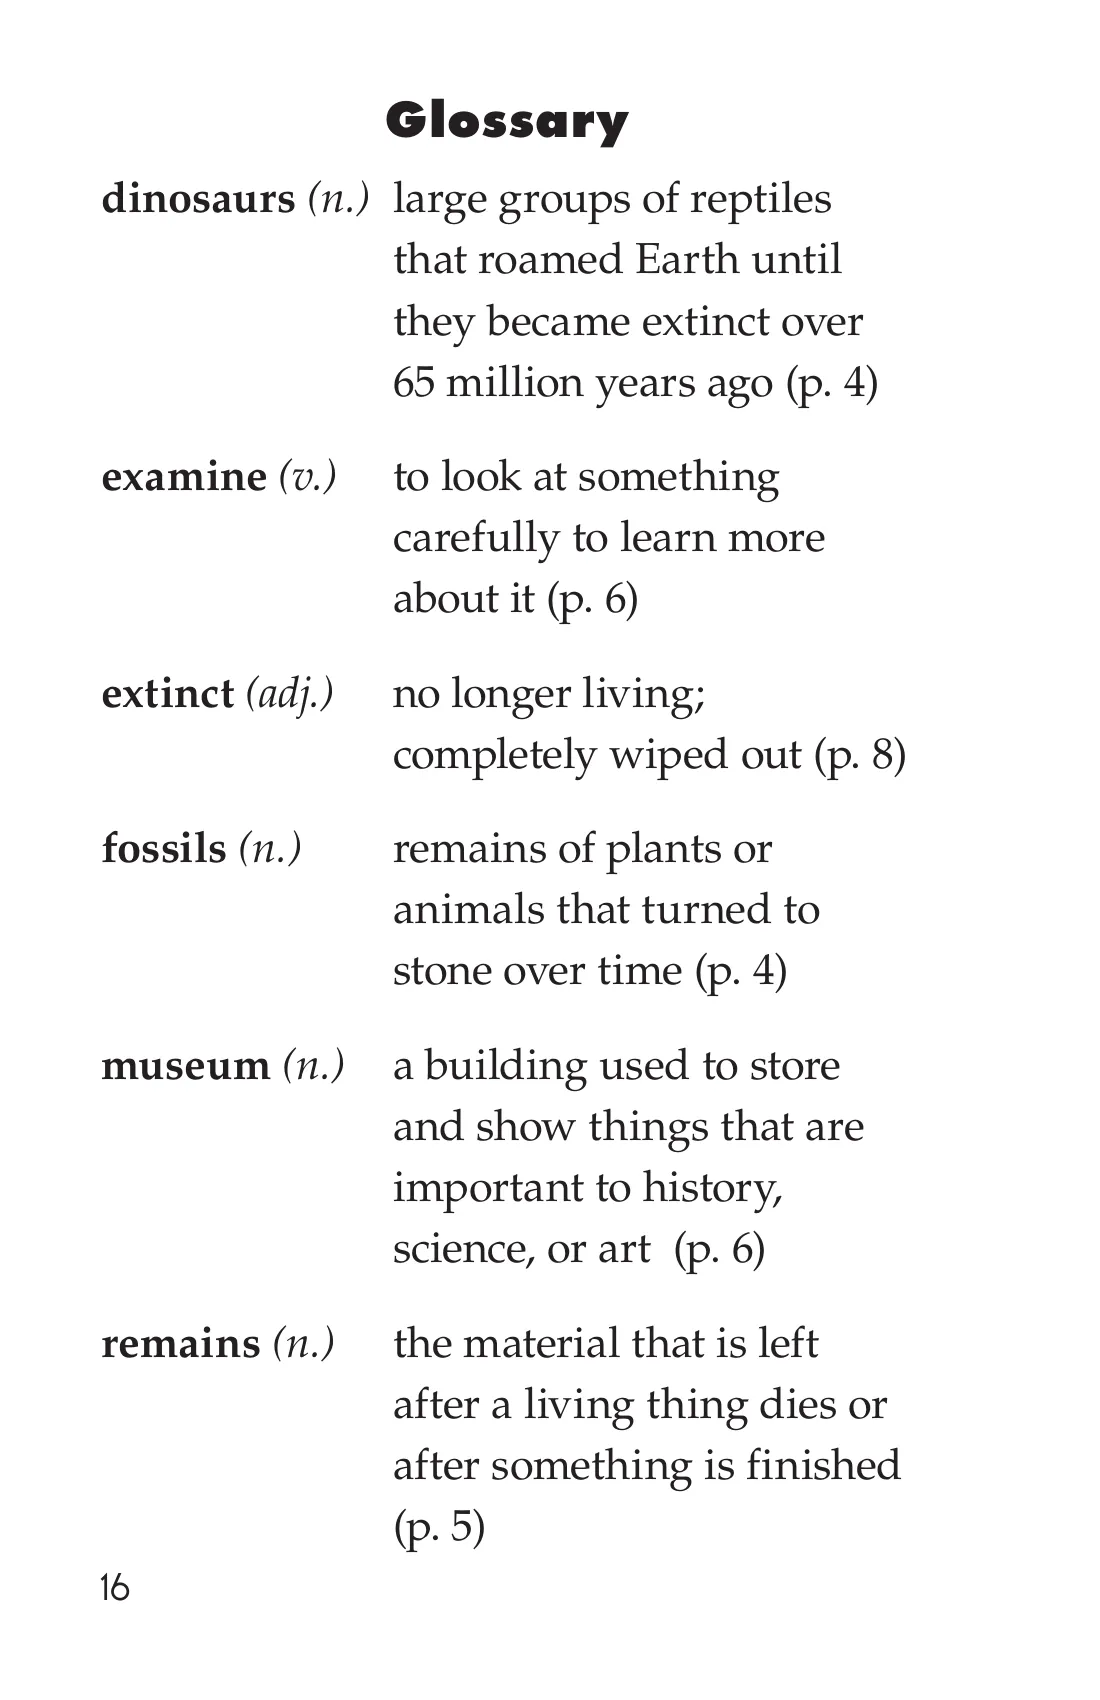 Glossary
dinosaurs (n.) large groups of reptiles
that roamed Earth until
they became extinct over
65 million years ago (p. 4)
examine (v.) to look at something
carefully to learn more
about it (p. 6)
extinct (adj.) no longer living;
completely wiped out (p. 8)
fossils (n.) remains of plants or
animals that turned to
stone over time (p. 4)
museum (n.) a building used to store
and show things that are
important to history,
science, or art (p. 6)
remains (n.) the material that is left
after a living thing dies or
after something is finished
(p. 5)
16